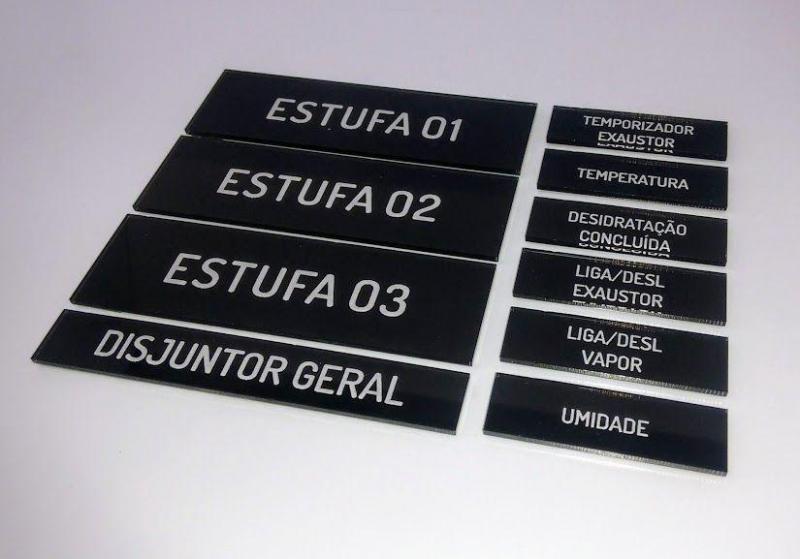 ESTUFA 01
ESTUFA 02
ESTUFA 03
DISJUNTOR GERAL
TEMPORIZADOR
EXAUSTOR
TEMPERATURA
DESIDRATAÇÃO
CONCLUÍDA
LIGA/DESL
EXAUSTOR
LIGA/DESL
VAPOR
UMIDADE